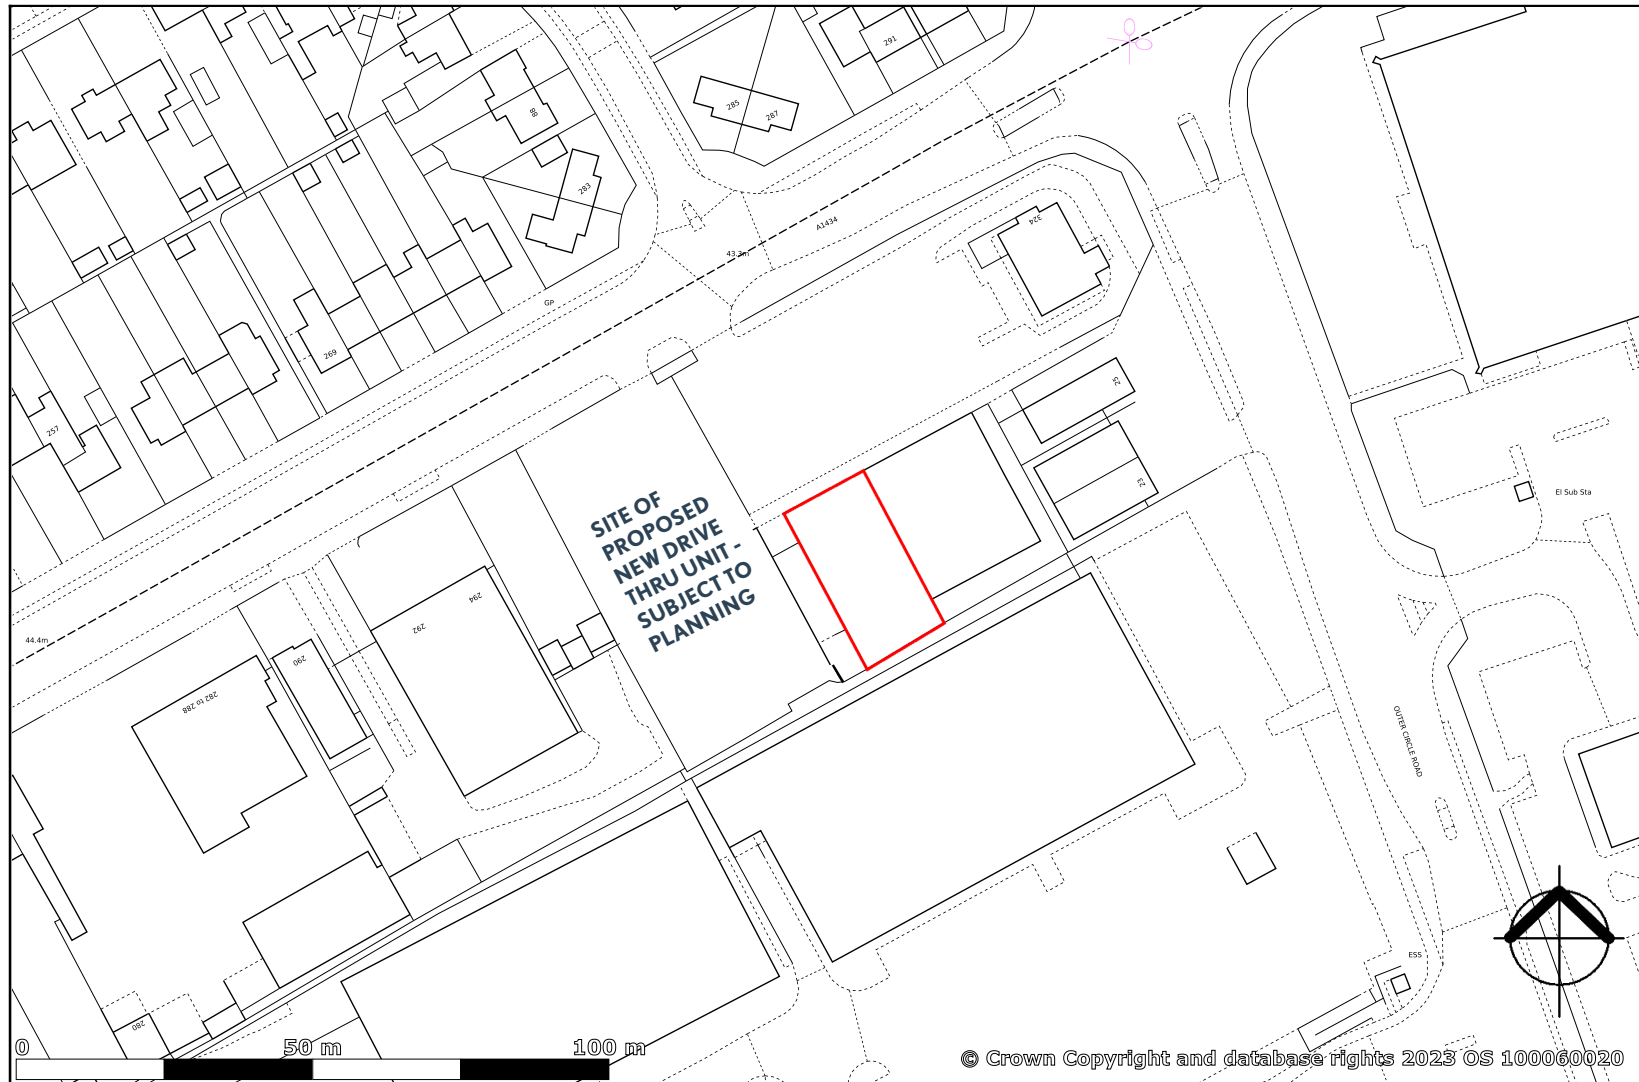 291
285
287
89
283
324
A1434
43.3m
GP
269
257
25
23
El Sub Sta
SITE OF
PROPOSED
NEW DRIVE
THRU UNIT -
SUBJECT TO
PLANNING
294
292
290
282 to 288
44.4m
OUTER CIRCLE ROAD
ESS
280
0 50 m 100 m
© Crown Copyright and database rights 2023 OS 100060020